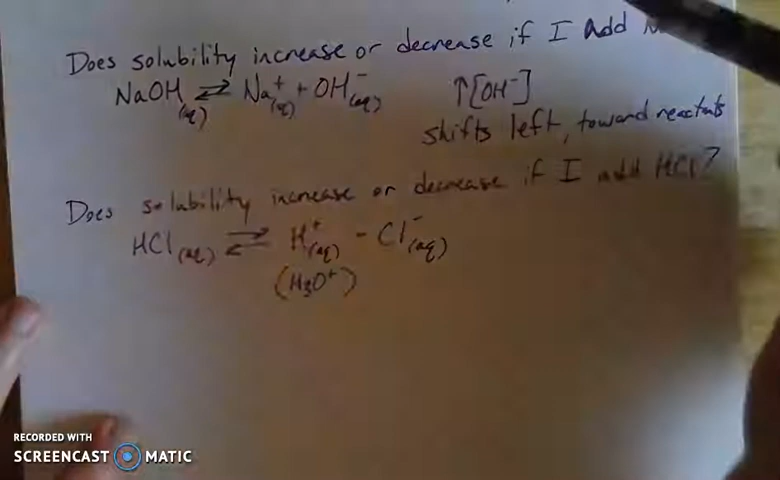 Does solubility increase or decrease if I add
NaOH(aq) ⇌ Na⁺(aq) + OH⁻(aq) ↑[OH⁻]
shifts left, toward reactants
Does solubility increase or decrease if I add HCl?
HCl(aq) ⇌ H⁺(aq) - Cl⁻(aq)
(H₃O⁺)
RECORDED WITH
SCREENCAST MATIC